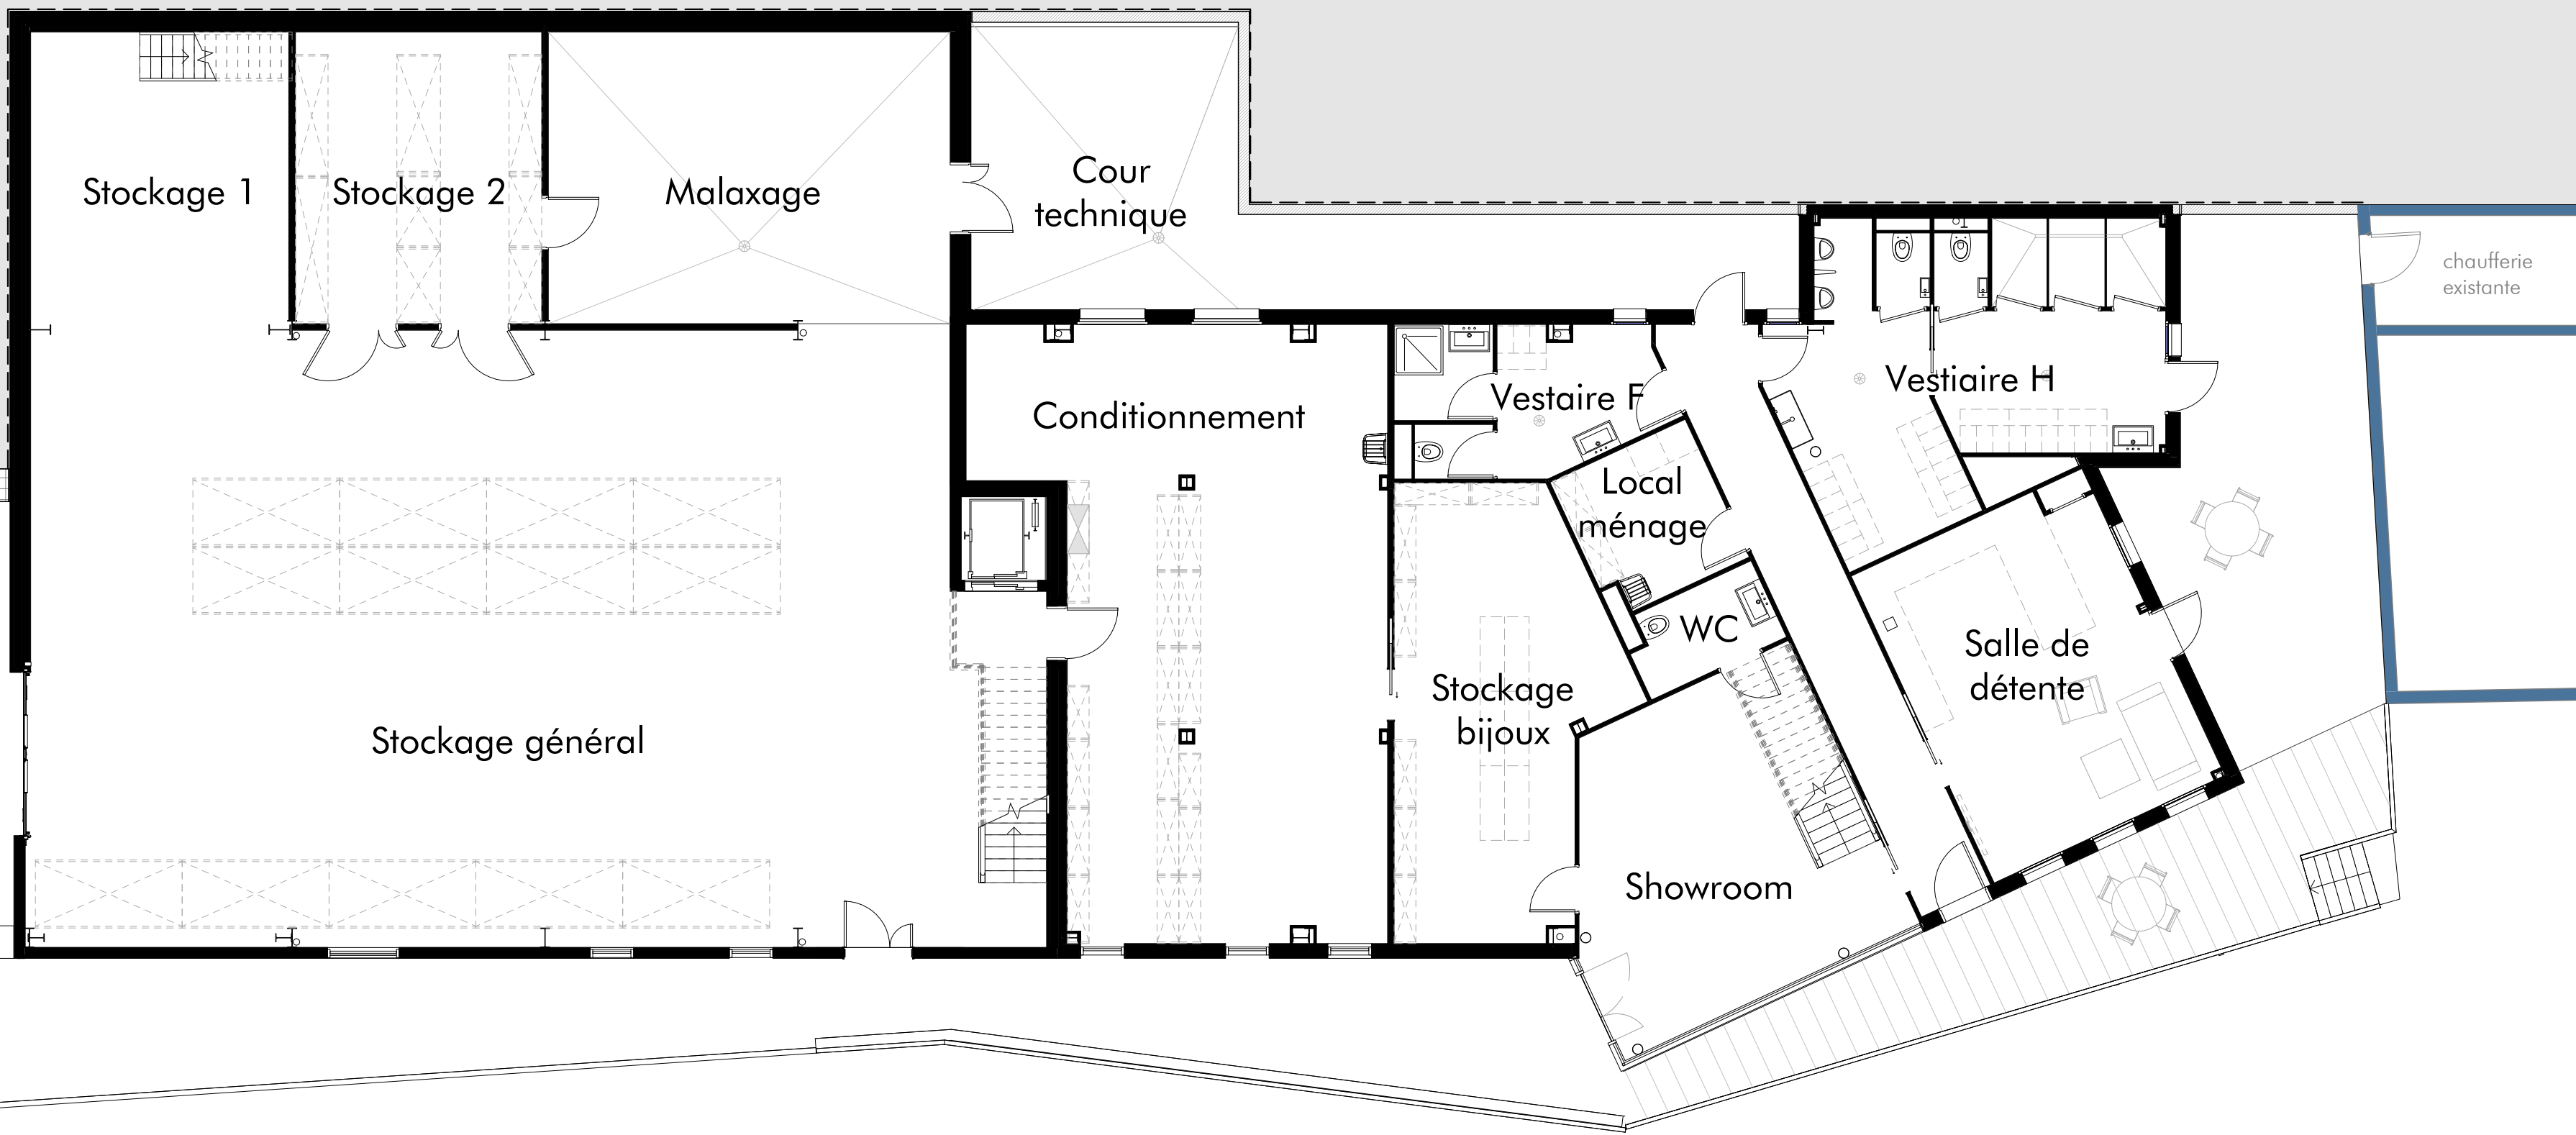 Stockage 1
Stockage 2
Malaxage
Cour
technique
chaufferie
existante
Conditionnement
Vestaire F
Vestiaire H
Local
ménage
WC
Salle de
détente
Stockage
bijoux
Stockage général
Showroom